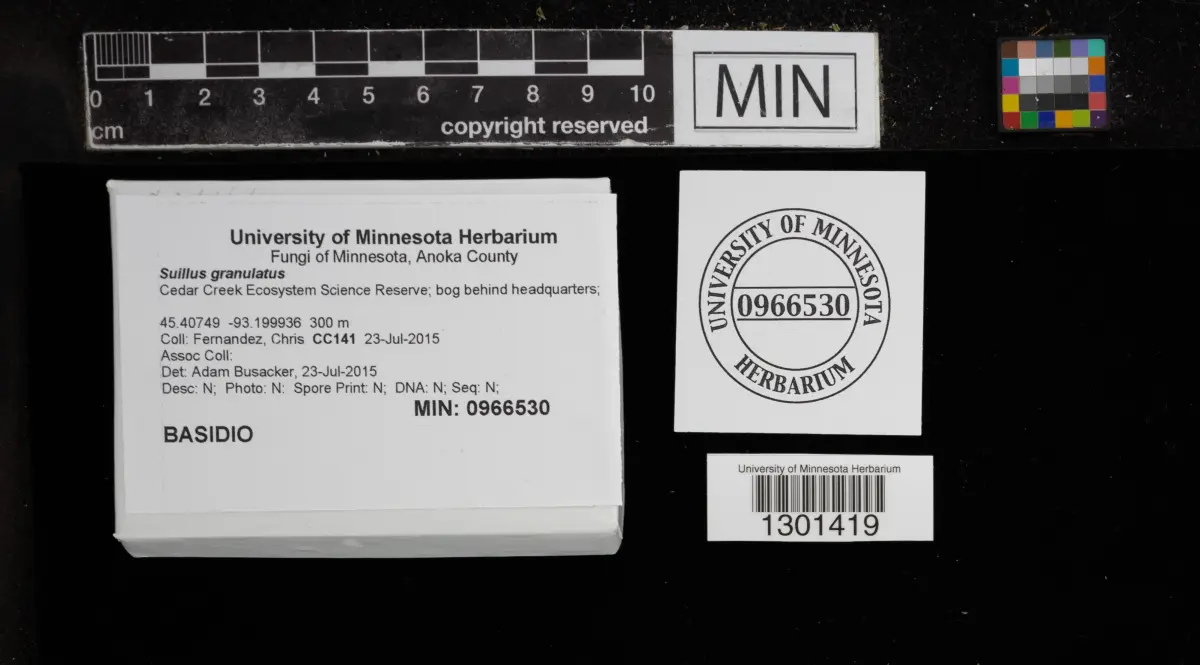 0 1 2 3 4 5 6 7 8 9 10
cm
copyright reserved
MIN
University of Minnesota Herbarium
Fungi of Minnesota, Anoka County
Suillus granulatus
Cedar Creek Ecosystem Science Reserve; bog behind headquarters;
45.40749 -93.199936 300 m
Coll: Fernandez, Chris CC141 23-Jul-2015
Assoc Coll:
Det: Adam Busacker, 23-Jul-2015
Desc: N; Photo: N: Spore Print: N; DNA: N; Seq: N;
MIN: 0966530
BASIDIO
UNIVERSITY OF MINNESOTA
0966530
HERBARIUM
University of Minnesota Herbarium
1301419